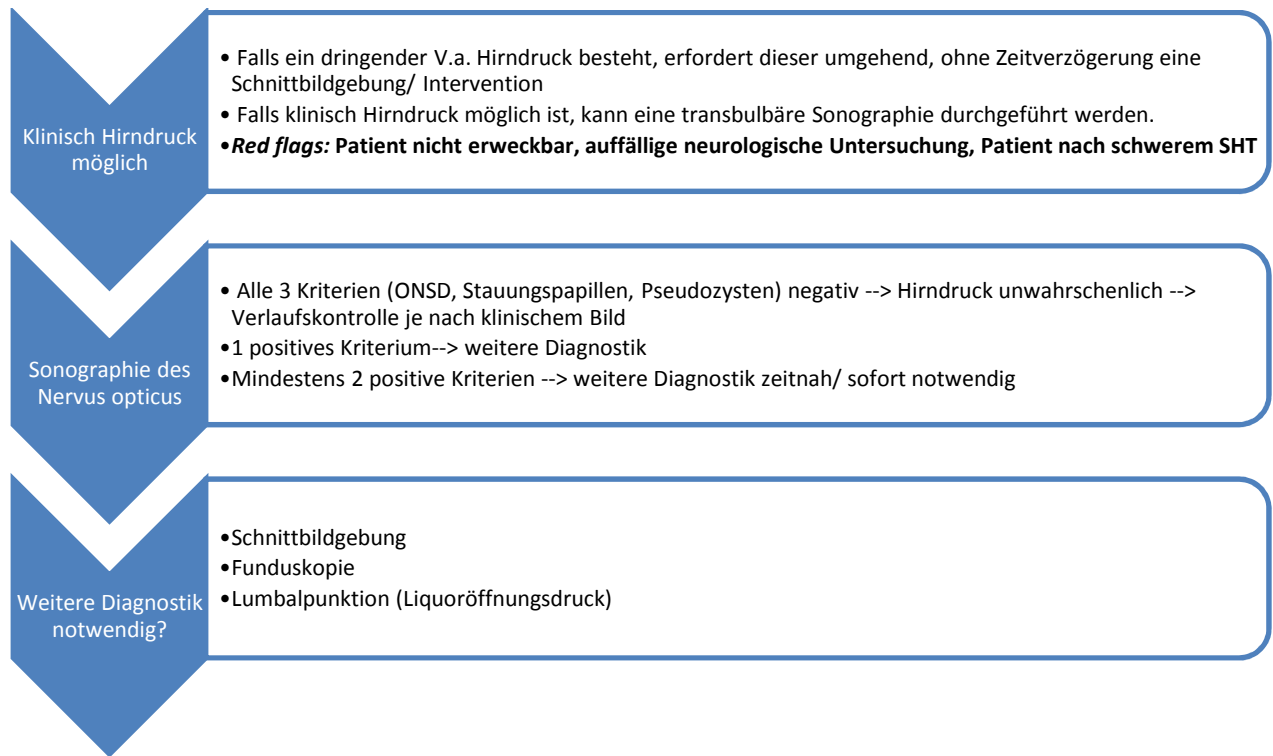 Klinisch Hirndruck
möglich
• Falls ein dringender V.a. Hirndruck besteht, erfordert dieser umgehend, ohne Zeitverzögerung eine
Schnittbildgebung/ Intervention
• Falls klinisch Hirndruck möglich ist, kann eine transbulbäre Sonographie durchgeführt werden.
•Red flags: Patient nicht erweckbar, auffällige neurologische Untersuchung, Patient nach schwerem SHT
Sonographie des
Nervus opticus
• Alle 3 Kriterien (ONSD, Stauungspapillen, Pseudozysten) negativ --> Hirndruck unwahrschenlich -->
Verlaufskontrolle je nach klinischem Bild
•1 positives Kriterium--> weitere Diagnostik
•Mindestens 2 positive Kriterien --> weitere Diagnostik zeitnah/ sofort notwendig
Weitere Diagnostik
notwendig?
•Schnittbildgebung
•Funduskopie
•Lumbalpunktion (Liquoröffnungsdruck)